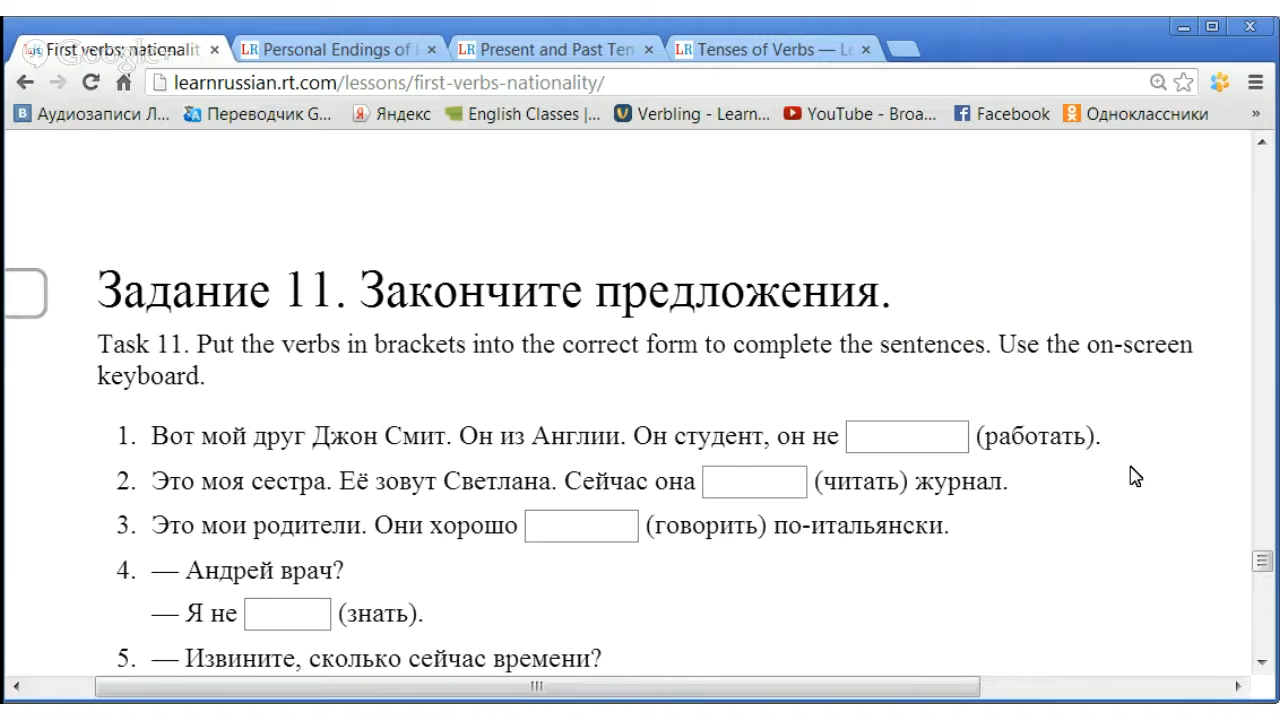 First verbs: nationalit
Personal Endings of
Present and Past Ten
Tenses of Verbs — L
learnrussian.rt.com/lessons/first-verbs-nationality/
Аудиозаписи Л... Переводчик G... Яндекс English Classes |... Verbling - Learn... YouTube - Broa... Facebook Одноклассники »
Задание 11. Закончите предложения.
Task 11. Put the verbs in brackets into the correct form to complete the sentences. Use the on-screen
keyboard.
1. Вот мой друг Джон Смит. Он из Англии. Он студент, он не (работать).
2. Это моя сестра. Её зовут Светлана. Сейчас она (читать) журнал.
3. Это мои родители. Они хорошо (говорить) по-итальянски.
4. — Андрей врач?
— Я не (знать).
5. — Извините, сколько сейчас времени?